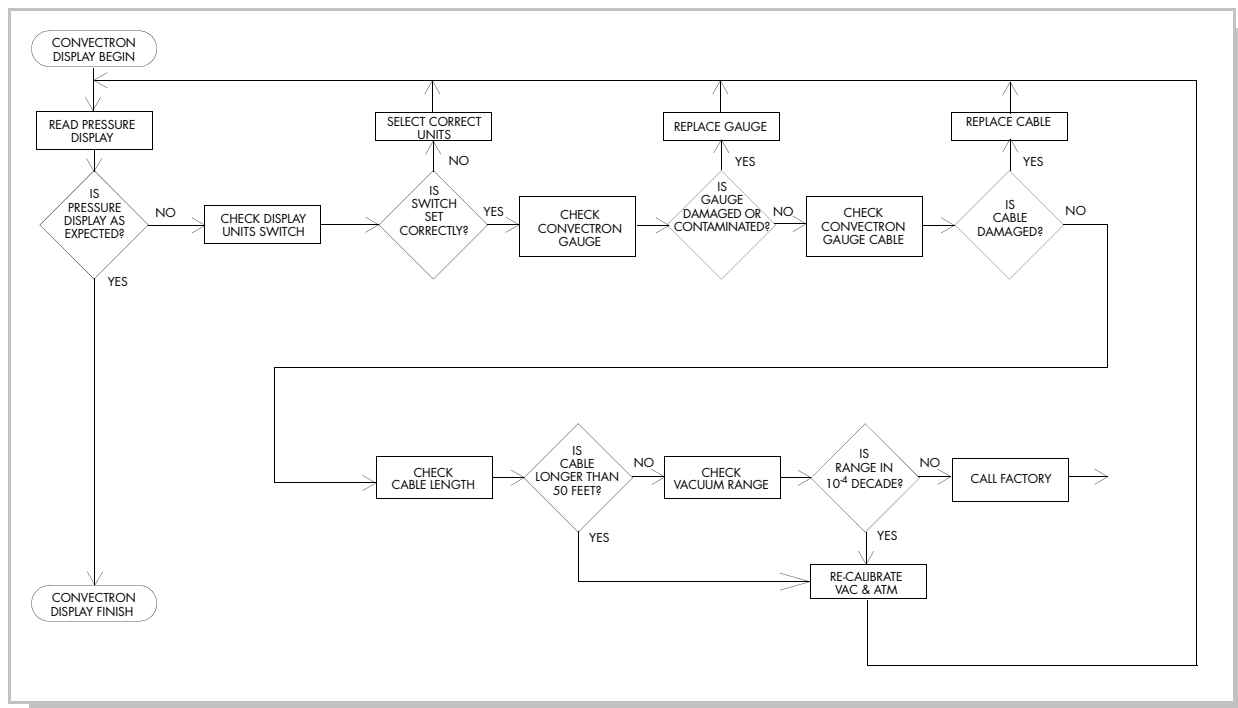 CONVECTRON
DISPLAY BEGIN
READ PRESSURE
DISPLAY
IS
PRESSURE
DISPLAY AS
EXPECTED?
NO
YES
CHECK DISPLAY
UNITS SWITCH
SELECT CORRECT
UNITS
NO
IS
SWITCH
SET
CORRECTLY?
YES
CHECK
CONVECTRON
GAUGE
REPLACE GAUGE
YES
IS
GAUGE
DAMAGED OR
CONTAMINATED?
NO
CHECK
CONVECTRON
GAUGE CABLE
REPLACE CABLE
YES
IS
CABLE
DAMAGED?
NO
CHECK
CABLE LENGTH
IS
CABLE
LONGER THAN
50 FEET?
NO
YES
CHECK
VACUUM RANGE
IS
RANGE IN
10⁻⁴ DECADE?
NO
YES
CALL FACTORY
RE-CALIBRATE
VAC & ATM
CONVECTRON
DISPLAY FINISH